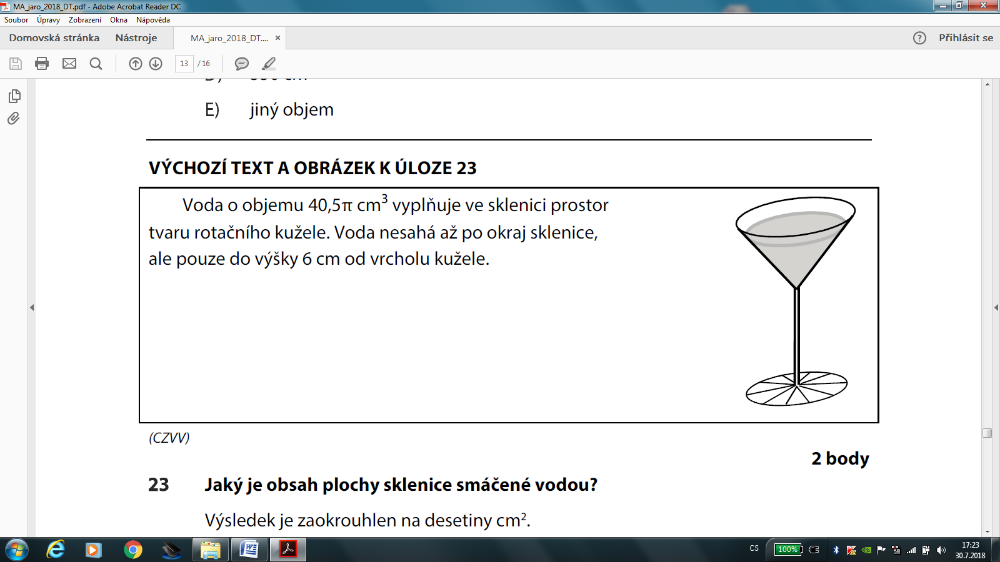 MA_jaro_2018_DT.pdf - Adobe Acrobat Reader DC
Soubor Úpravy Zobrazení Okna Nápověda
Domovská stránka Nástroje MA_jaro_2018_DT.... × Přihlásit se
13 / 16
E) jiný objem
VÝCHOZÍ TEXT A OBRÁZEK K ÚLOZE 23
Voda o objemu 40,5π cm³ vyplňuje ve sklenici prostor
tvaru rotačního kužele. Voda nesahá až po okraj sklenice,
ale pouze do výšky 6 cm od vrcholu kužele.
(CZVV)
2 body
23 Jaký je obsah plochy sklenice smáčené vodou?
Výsledek je zaokrouhlen na desetiny cm².
CS 100% 17:23
30.7.2018